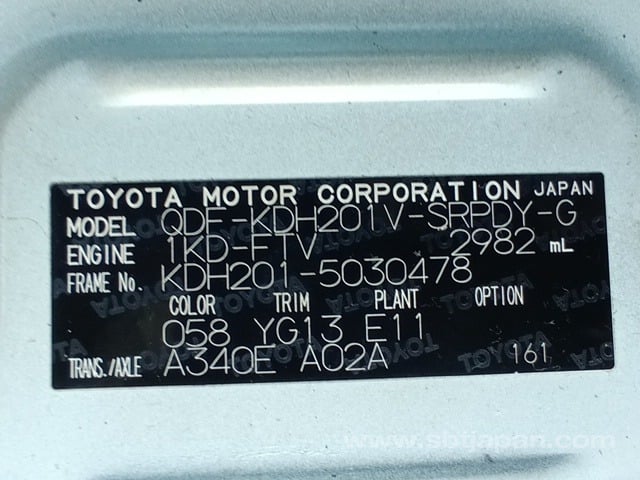 TOYOTA MOTOR CORPORATION JAPAN
MODEL QDF-KDH201V-SRPDY-G
ENGINE 1KD-FTV 2982 mL
FRAME No. KDH201-5030478
COLOR TRIM PLANT OPTION
058 YG13 E11
TRANS./AXLE A340E A02A 161
www.sbtjapan.com